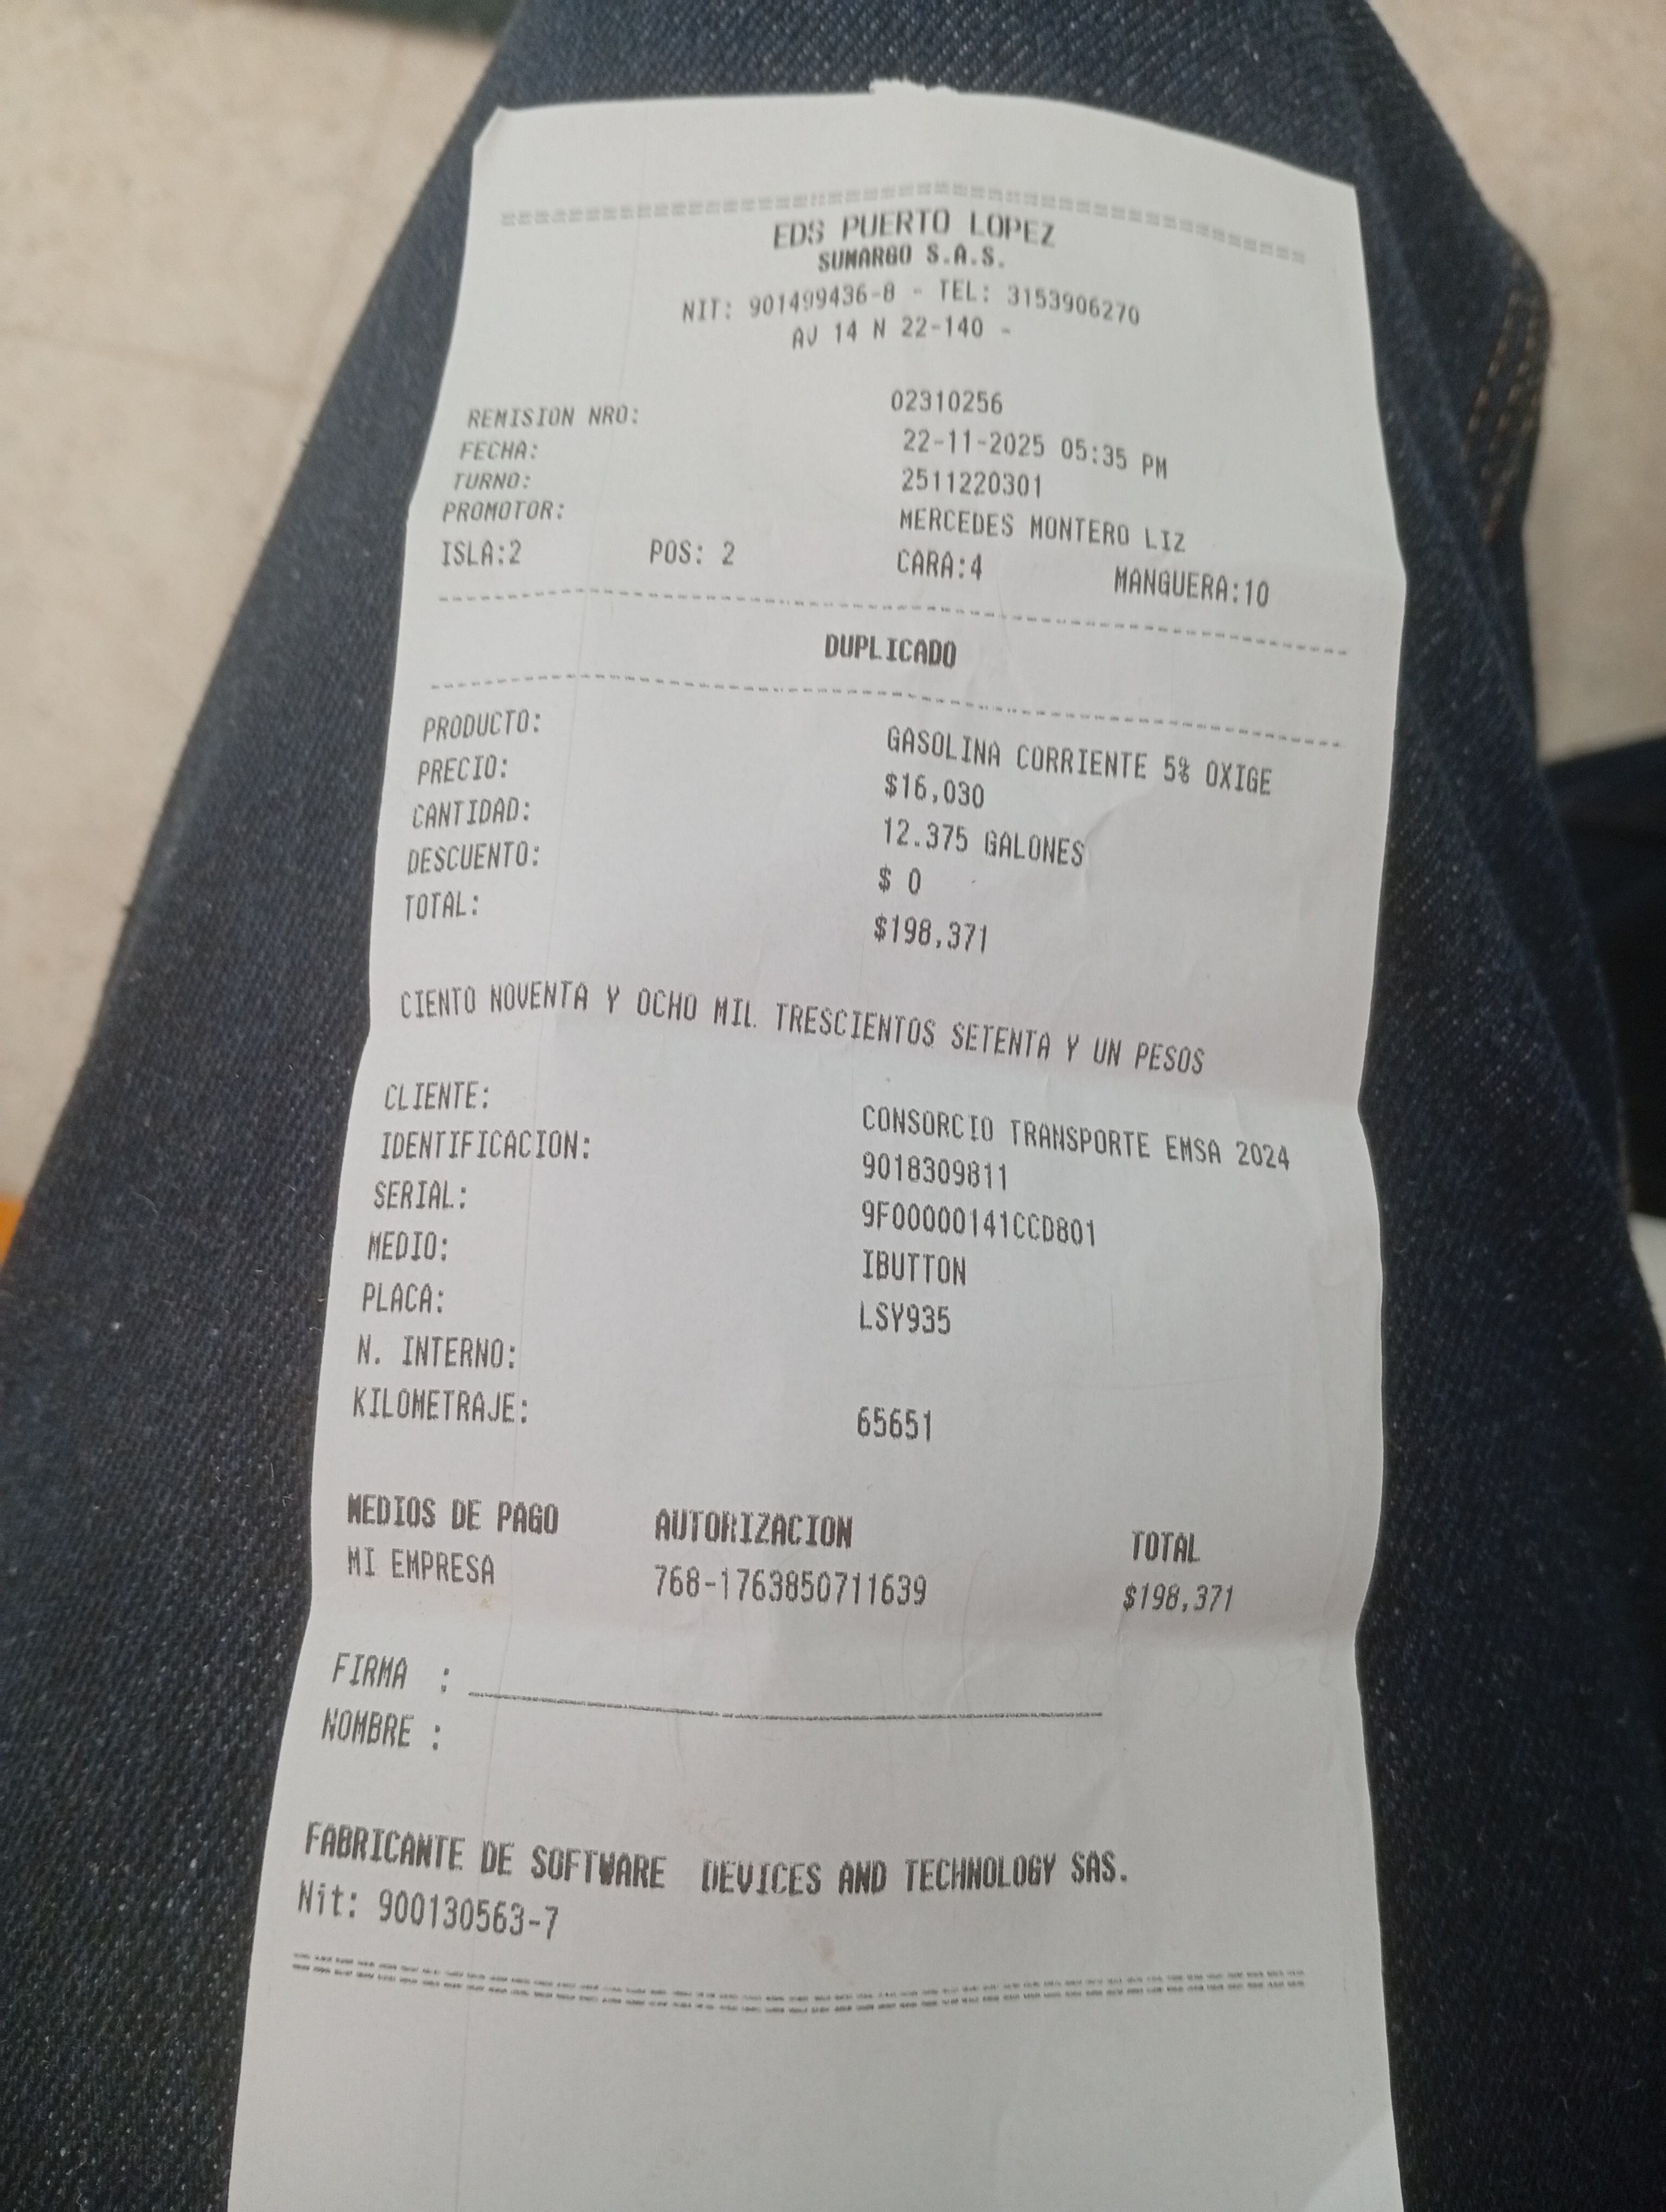 EDS PUERTO LOPEZ
SUMARGO S.A.S.
NIT: 901499436-8 - TEL: 3153906270
AV 14 N 22-140 -
REMISION NRO: 02310256
FECHA: 22-11-2025 05:35 PM
TURNO: 2511220301
PROMOTOR: MERCEDES MONTERO LIZ
ISLA:2 POS: 2 CARA:4 MANGUERA:10
DUPLICADO
PRODUCTO: GASOLINA CORRIENTE 5% OXIGE
PRECIO: $16,030
CANTIDAD: 12.375 GALONES
DESCUENTO: $ 0
TOTAL: $198,371
CIENTO NOVENTA Y OCHO MIL TRESCIENTOS SETENTA Y UN PESOS
CLIENTE: CONSORCIO TRANSPORTE EMSA 2024
IDENTIFICACION: 9018309811
SERIAL: 9F00000141CCD801
MEDIO: IBUTTON
PLACA: LSY935
N. INTERNO:
KILOMETRAJE: 65651
MEDIOS DE PAGO AUTORIZACION TOTAL
MI EMPRESA 768-1763850711639 $198,371
FIRMA :
NOMBRE :
FABRICANTE DE SOFTWARE DEVICES AND TECHNOLOGY SAS.
Nit: 900130563-7